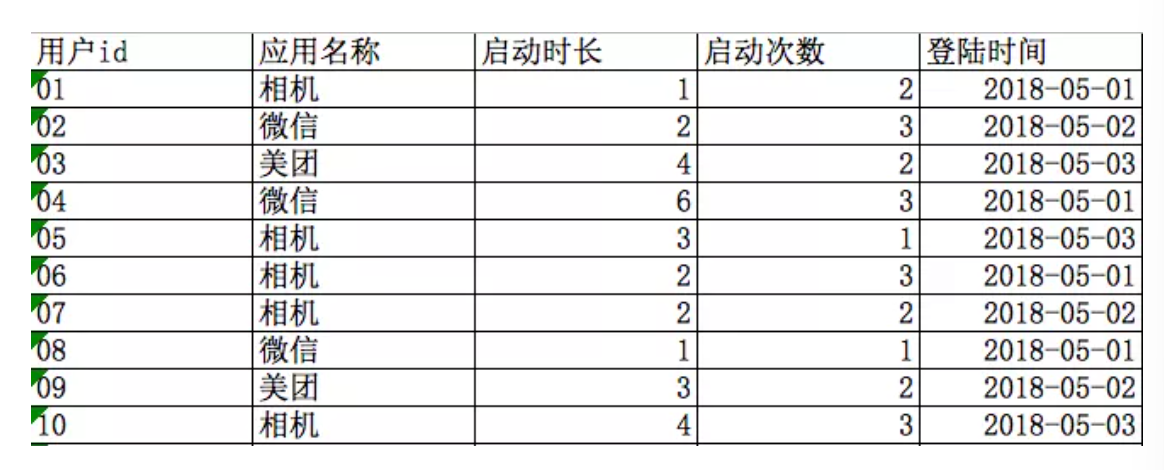 用户id 应用名称 启动时长 启动次数 登陆时间
01 相机 1 2 2018-05-01
02 微信 2 3 2018-05-02
03 美团 4 2 2018-05-03
04 微信 6 3 2018-05-01
05 相机 3 1 2018-05-03
06 相机 2 3 2018-05-01
07 相机 2 2 2018-05-02
08 微信 1 1 2018-05-01
09 美团 3 2 2018-05-02
10 相机 4 3 2018-05-03